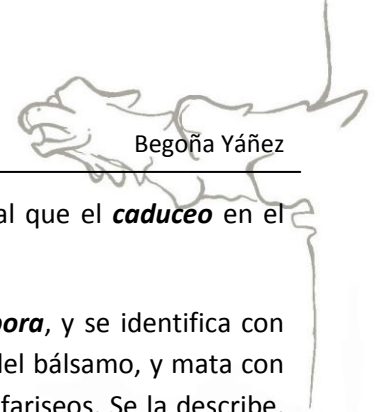 Begoña Yáñez
al que el caduceo en el
bora, y se identifica con
del bálsamo, y mata con
fariseos. Se la describe,